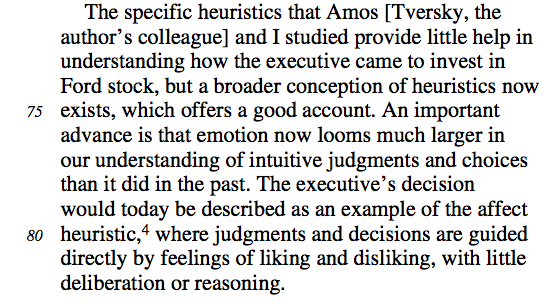 The specific heuristics that Amos [Tversky, the
author’s colleague] and I studied provide little help in
understanding how the executive came to invest in
Ford stock, but a broader conception of heuristics now
75 exists, which offers a good account. An important
advance is that emotion now looms much larger in
our understanding of intuitive judgments and choices
than it did in the past. The executive’s decision
would today be described as an example of the affect
80 heuristic,4 where judgments and decisions are guided
directly by feelings of liking and disliking, with little
deliberation or reasoning.